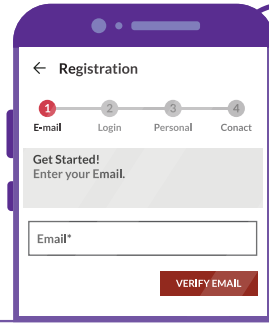 ← Registration
1 2 3 4
E-mail Login Personal Conact
Get Started!
Enter your Email.
Email*
VERIFY EMAIL